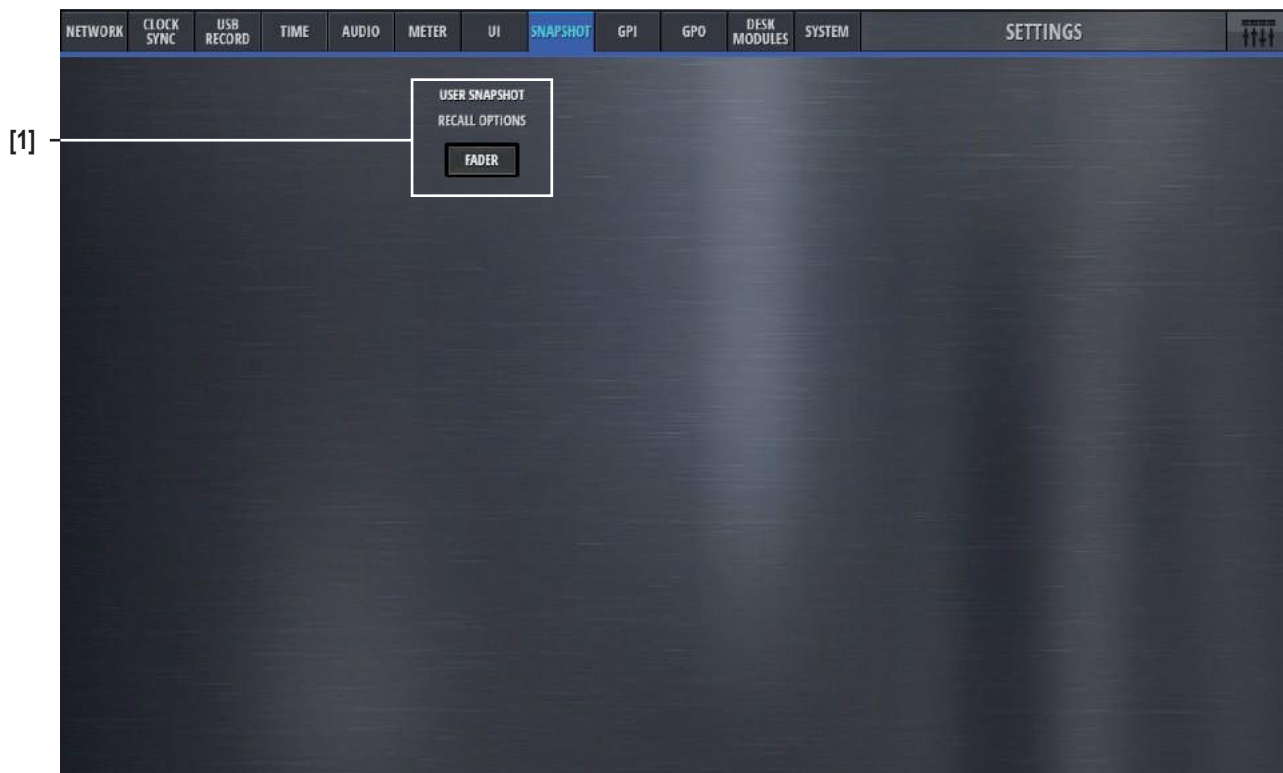 NETWORK
CLOCK
SYNC
USB
RECORD
TIME
AUDIO
METER
UI
SNAPSHOT
GPI
GPO
DESK
MODULES
SYSTEM
SETTINGS
USER SNAPSHOT
RECALL OPTIONS
[1]
FADER